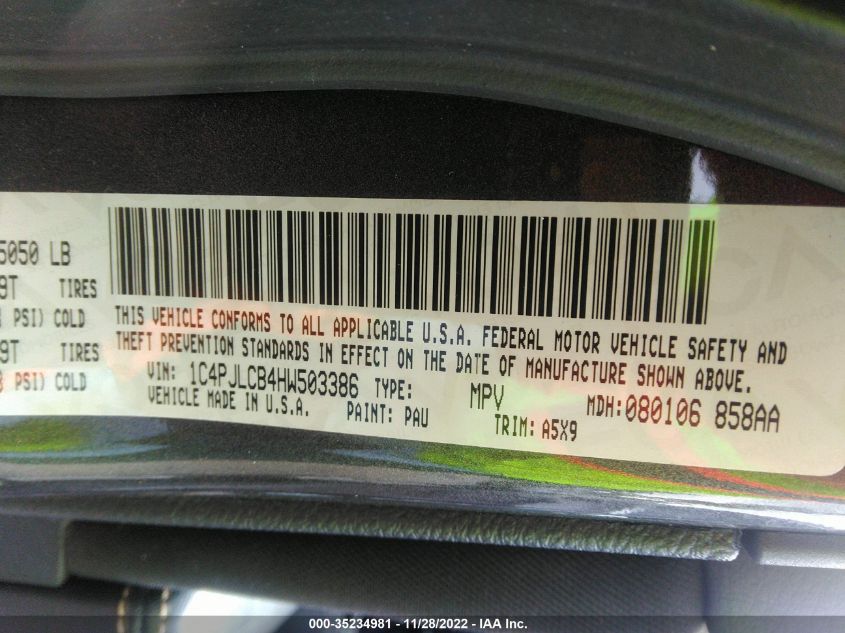 5050 LB
9T TIRES
PSI) COLD
9T TIRES
PSI) COLD
THIS VEHICLE CONFORMS TO ALL APPLICABLE U.S.A. FEDERAL MOTOR VEHICLE SAFETY AND
THEFT PREVENTION STANDARDS IN EFFECT ON THE DATE OF MANUFACTURE SHOWN ABOVE.
VIN: 1C4PJLCB4HW503386 TYPE: MPV MDH:080106 858AA
VEHICLE MADE IN U.S.A. PAINT: PAU TRIM: A5X9
000-35234981 - 11/28/2022 - IAA Inc.